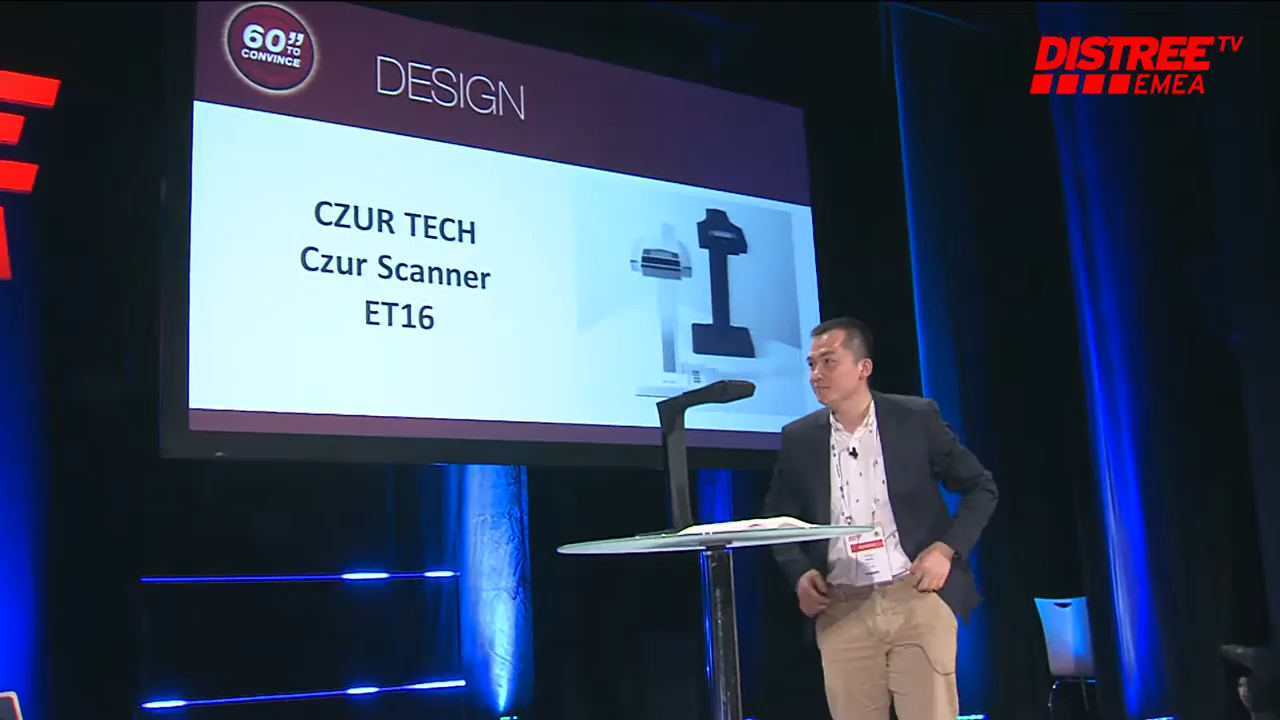 60”
TO
CONVINCE
DESIGN
CZUR TECH
Czur Scanner
ET16
DISTREE TV
EMEA